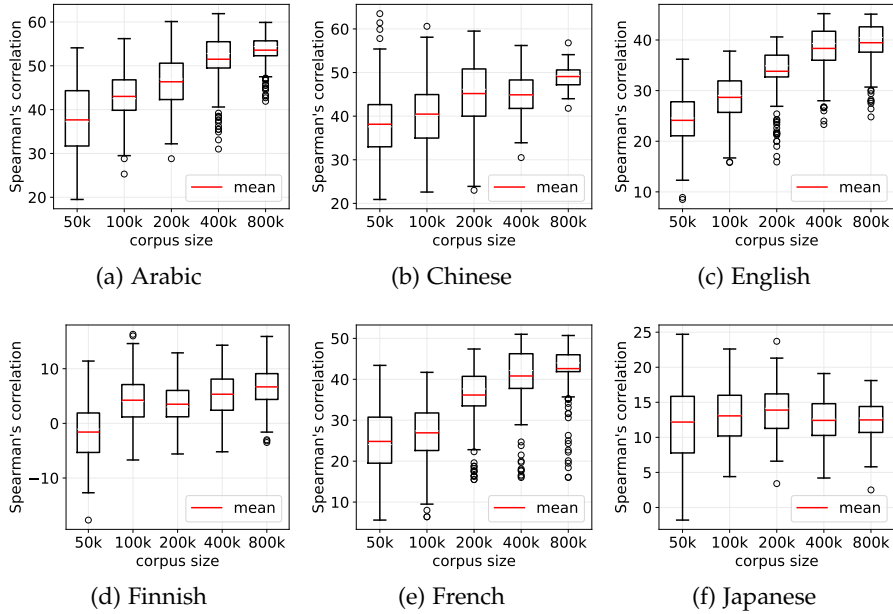 Spearman's correlation
60
50
40
30
20
50k 100k 200k 400k 800k
corpus size
mean
(a) Arabic
Spearman's correlation
60
50
40
30
20
50k 100k 200k 400k 800k
corpus size
mean
(b) Chinese
Spearman's correlation
40
30
20
10
50k 100k 200k 400k 800k
corpus size
mean
(c) English
Spearman's correlation
10
0
−10
50k 100k 200k 400k 800k
corpus size
mean
(d) Finnish
Spearman's correlation
50
40
30
20
10
50k 100k 200k 400k 800k
corpus size
mean
(e) French
Spearman's correlation
25
20
15
10
5
0
50k 100k 200k 400k 800k
corpus size
mean
(f) Japanese